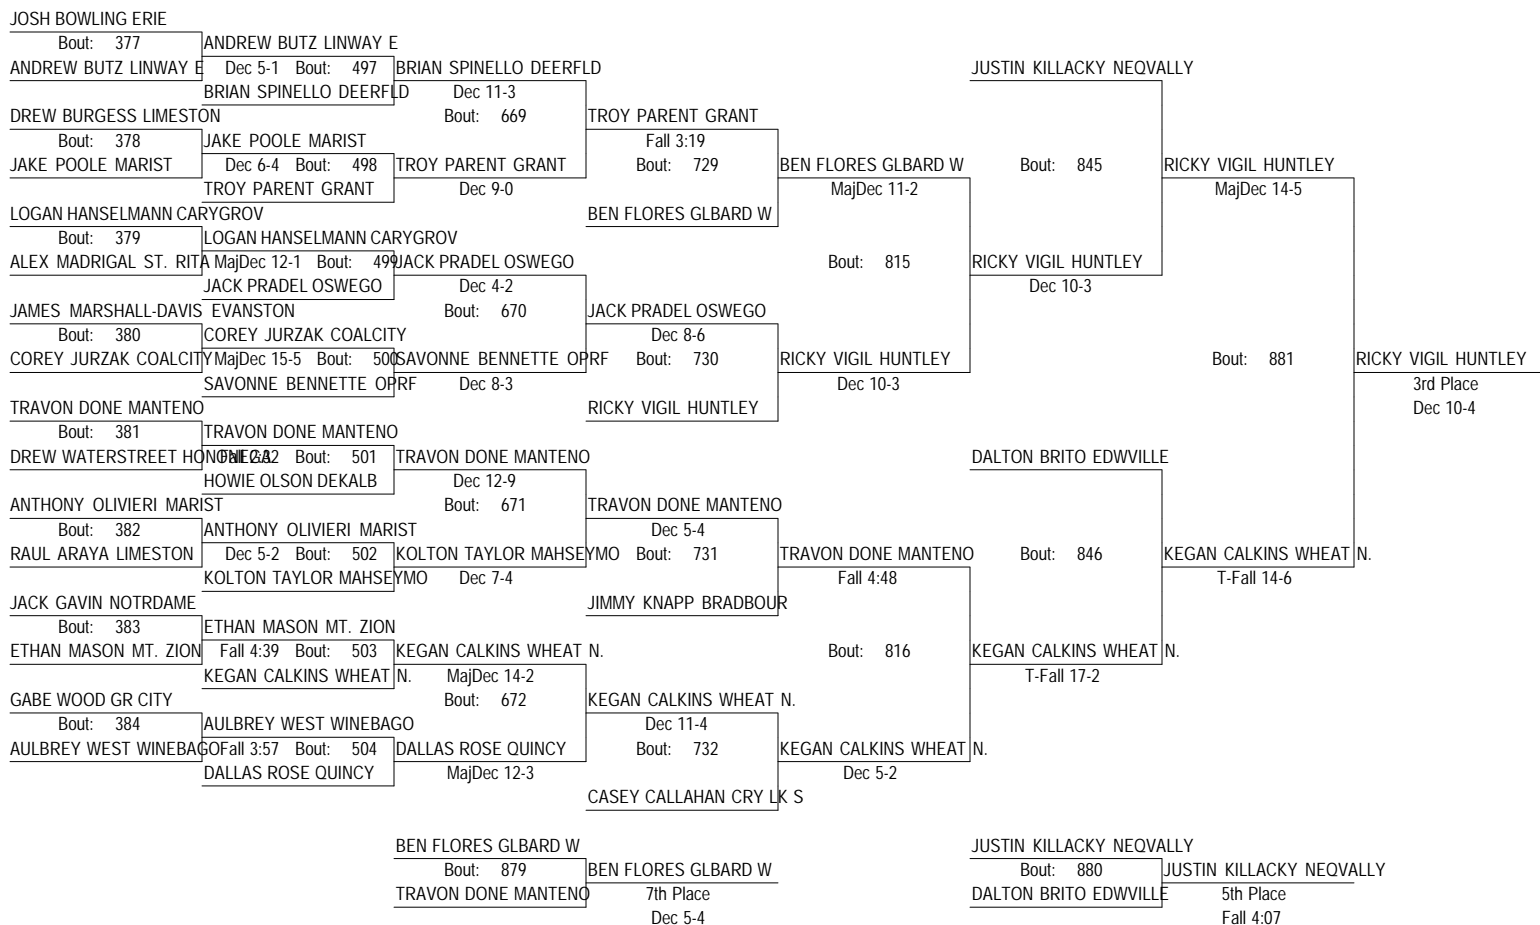 JOSH BOWLING ERIE
Bout: 377 ANDREW BUTZ LINWAY E
ANDREW BUTZ LINWAY E Dec 5-1 Bout: 497 BRIAN SPINELLO DEERFLD JUSTIN KILLACKY NEQVALLY
BRIAN SPINELLO DEERFLD Dec 11-3
DREW BURGESS LIMESTON Bout: 669 TROY PARENT GRANT
Bout: 378 JAKE POOLE MARIST Fall 3:19
JAKE POOLE MARIST Dec 6-4 Bout: 498 TROY PARENT GRANT Bout: 729 BEN FLORES GLBARD W Bout: 845 RICKY VIGIL HUNTLEY
TROY PARENT GRANT Dec 9-0 MajDec 11-2 MajDec 14-5
LOGAN HANSELMANN CARYGROV BEN FLORES GLBARD W
Bout: 379 LOGAN HANSELMANN CARYGROV
ALEX MADRIGAL ST. RITA MajDec 12-1 Bout: 499 JACK PRADEL OSWEGO Bout: 815 RICKY VIGIL HUNTLEY
JACK PRADEL OSWEGO Dec 4-2 Dec 10-3
JAMES MARSHALL-DAVIS EVANSTON Bout: 670 JACK PRADEL OSWEGO
Bout: 380 COREY JURZAK COALCITY Dec 8-6
COREY JURZAK COALCITY MajDec 15-5 Bout: 500 SAVONNE BENNETTE OPRF Bout: 730 RICKY VIGIL HUNTLEY Bout: 881 RICKY VIGIL HUNTLEY
SAVONNE BENNETTE OPRF Dec 8-3 Dec 10-3 3rd Place
TRAVON DONE MANTENO RICKY VIGIL HUNTLEY Dec 10-4
Bout: 381 TRAVON DONE MANTENO
DREW WATERSTREET HONONEGA Fall 2:32 Bout: 501 TRAVON DONE MANTENO DALTON BRITO EDWVILLE
HOWIE OLSON DEKALB Dec 12-9
ANTHONY OLIVIERI MARIST Bout: 671 TRAVON DONE MANTENO
Bout: 382 ANTHONY OLIVIERI MARIST Dec 5-4
RAUL ARAYA LIMESTON Dec 5-2 Bout: 502 KOLTON TAYLOR MAHSEYMO Bout: 731 TRAVON DONE MANTENO Bout: 846 KEGAN CALKINS WHEAT N.
KOLTON TAYLOR MAHSEYMO Dec 7-4 Fall 4:48 T-Fall 14-6
JACK GAVIN NOTRDAME JIMMY KNAPP BRADBOUR
Bout: 383 ETHAN MASON MT. ZION
ETHAN MASON MT. ZION Fall 4:39 Bout: 503 KEGAN CALKINS WHEAT N. Bout: 816 KEGAN CALKINS WHEAT N.
KEGAN CALKINS WHEAT N. MajDec 14-2 T-Fall 17-2
GABE WOOD GR CITY Bout: 672 KEGAN CALKINS WHEAT N.
Bout: 384 AULBREY WEST WINEBAGO Dec 11-4
AULBREY WEST WINEBAGO Fall 3:57 Bout: 504 DALLAS ROSE QUINCY Bout: 732 KEGAN CALKINS WHEAT N.
DALLAS ROSE QUINCY MajDec 12-3 Dec 5-2
CASEY CALLAHAN CRY LK S
BEN FLORES GLBARD W JUSTIN KILLACKY NEQVALLY
Bout: 879 BEN FLORES GLBARD W Bout: 880 JUSTIN KILLACKY NEQVALLY
TRAVON DONE MANTENO 7th Place DALTON BRITO EDWVILLE 5th Place
Dec 5-4 Fall 4:07